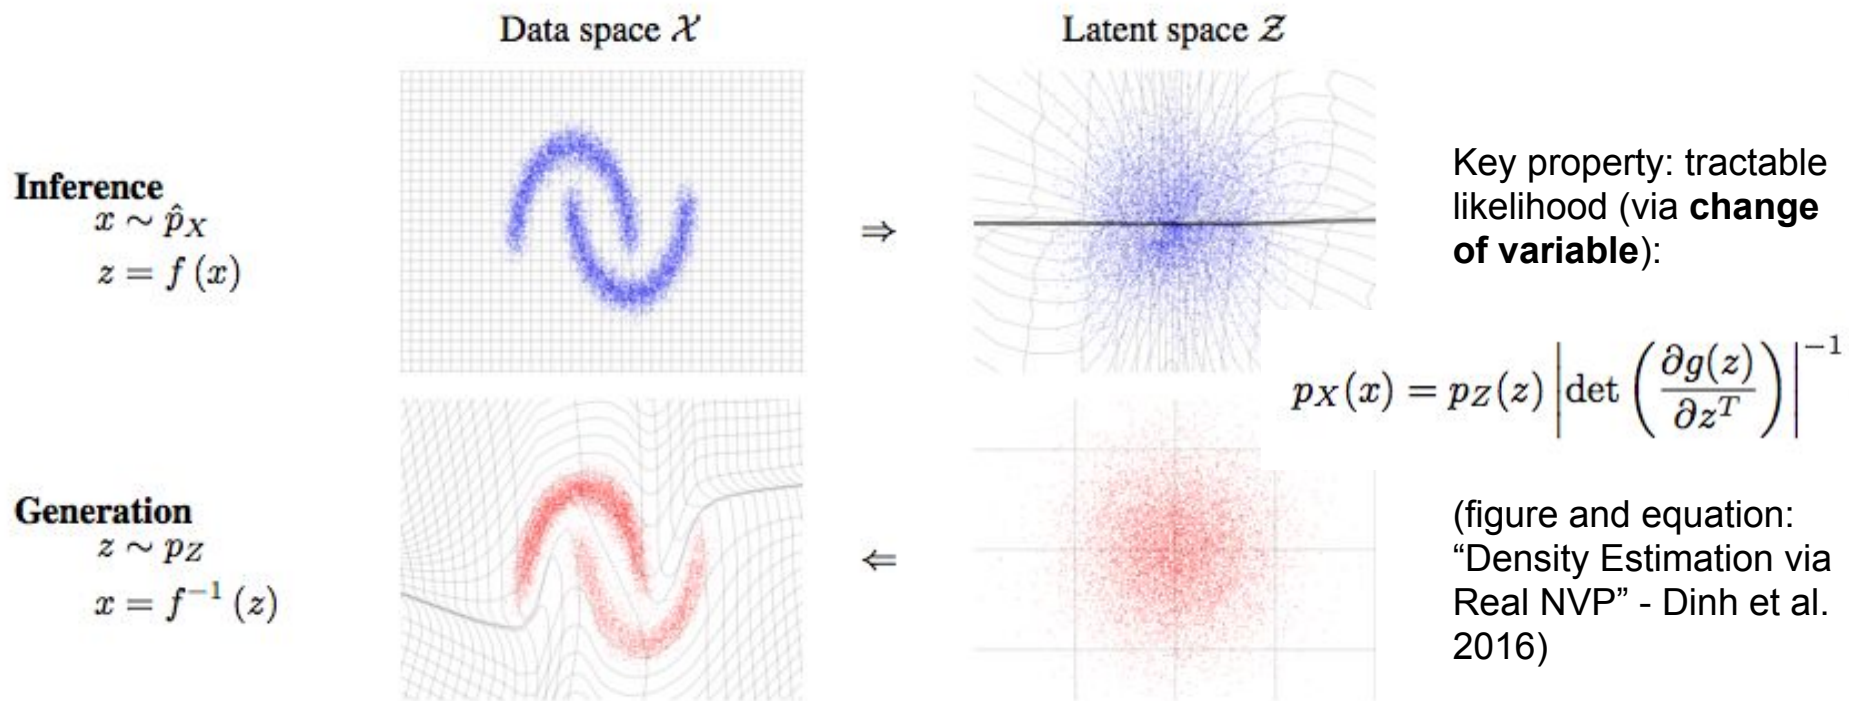 Data space 𝒳
Latent space 𝒵
Inference
x ∼ p̂_X
z = f (x)
⇒
Key property: tractable
likelihood (via change
of variable):
p_X(x) = p_Z(z) |det (∂g(z)/∂z^T)|^{-1}
Generation
z ∼ p_Z
x = f^{-1} (z)
⇐
(figure and equation:
“Density Estimation via
Real NVP” - Dinh et al.
2016)